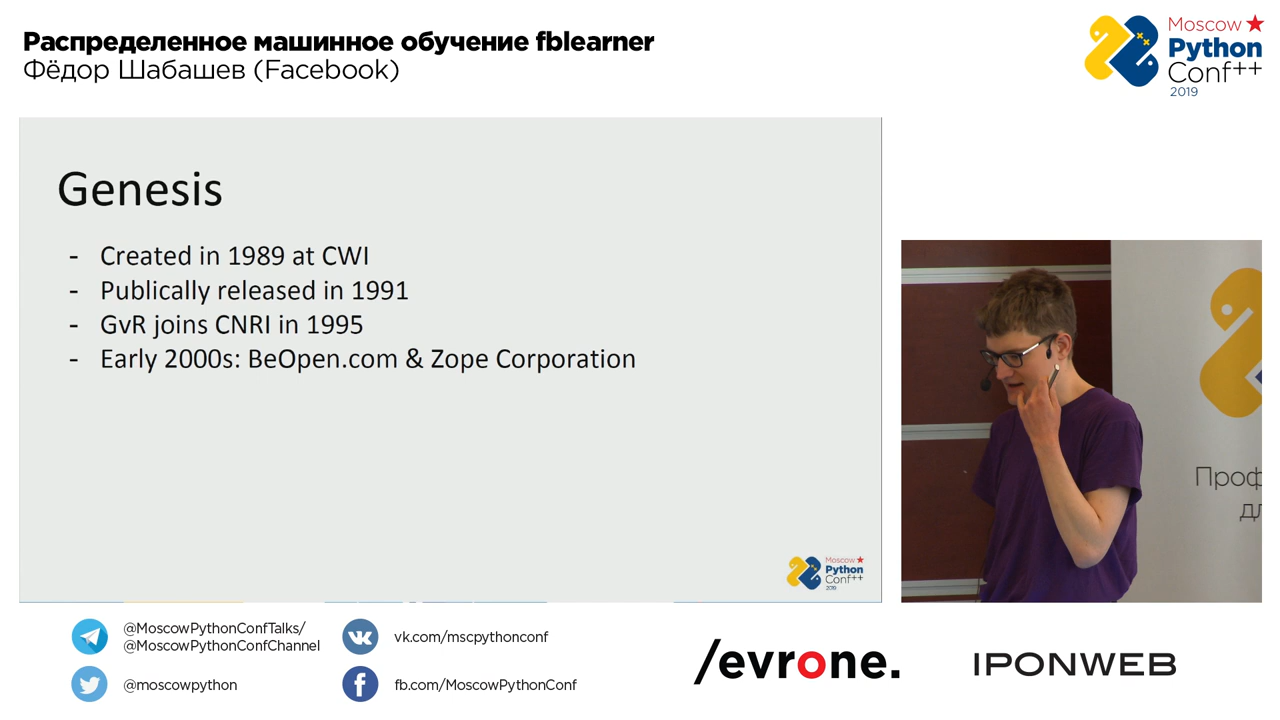 Распределенное машинное обучение fblearner
Фёдор Шабашев (Facebook)
Moscow
Python
Conf++
2019
Genesis
- Created in 1989 at CWI
- Publically released in 1991
- GvR joins CNRI in 1995
- Early 2000s: BeOpen.com & Zope Corporation
Moscow
Python
Conf++
2019
Проф
дл
@MoscowPythonConfTalks/
@MoscowPythonConfChannel
vk.com/mscpythonconf
@moscowpython
fb.com/MoscowPythonConf
/evrone.
IPONWEB